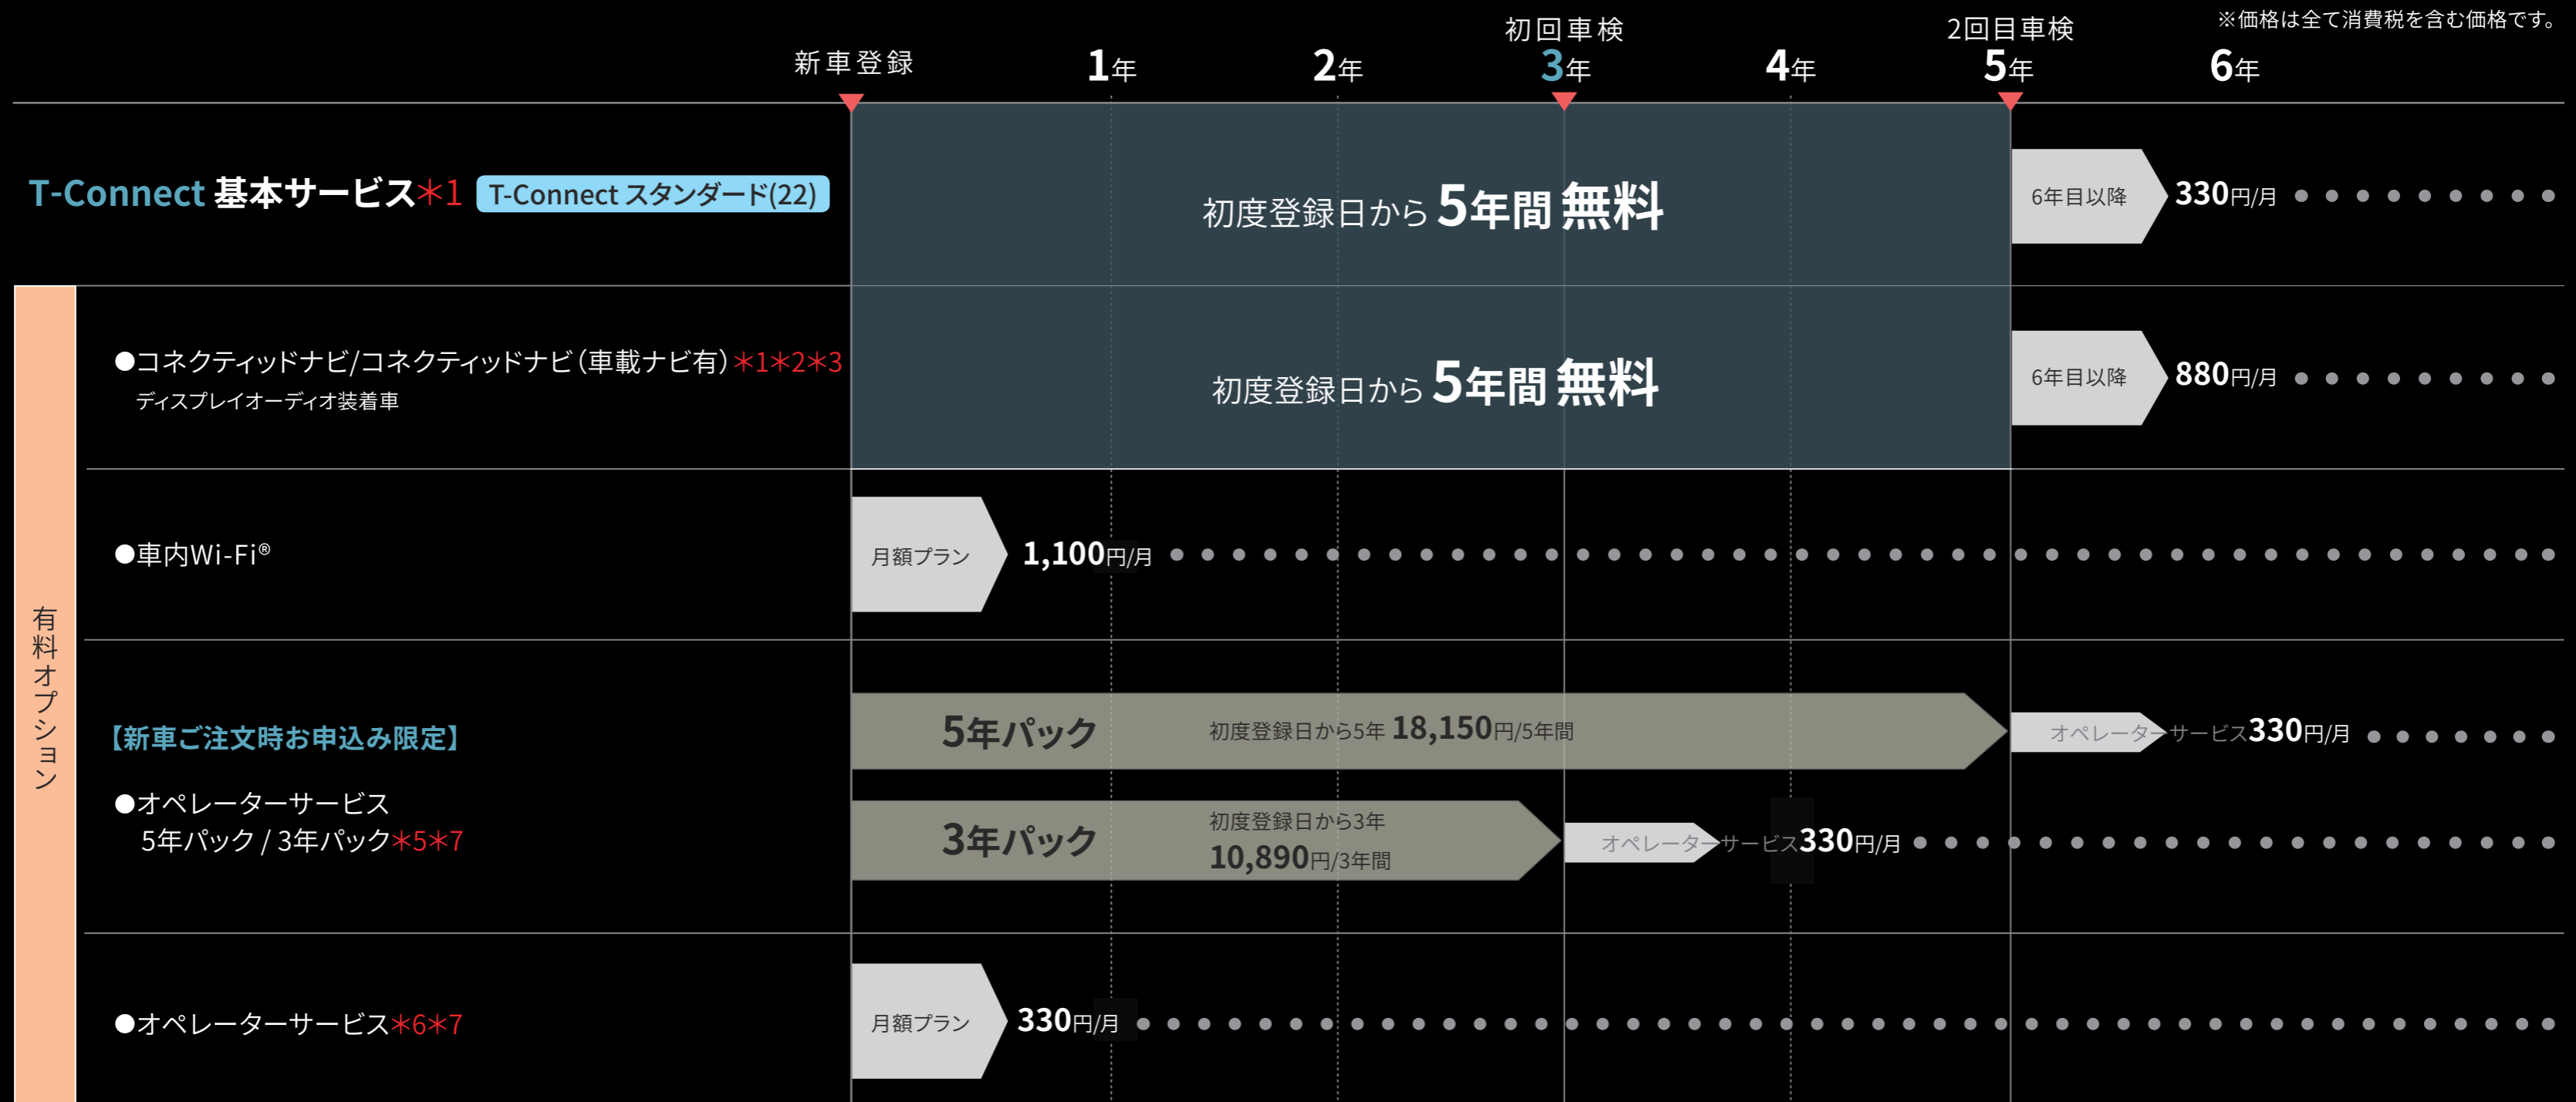 ※価格は全て消費税を含む価格です。
新車登録
1年
2年
初回車検
3年
4年
2回目車検
5年
6年
T-Connect 基本サービス＊1 T-Connect スタンダード(22)
初度登録日から 5年間 無料
6年目以降
330円/月
有料オプション
●コネクティッドナビ/コネクティッドナビ（車載ナビ有）＊1＊2＊3
ディスプレイオーディオ装着車
初度登録日から 5年間 無料
6年目以降
880円/月
●車内Wi-Fi®
月額プラン
1,100円/月
【新車ご注文時お申込み限定】
●オペレーターサービス
5年パック / 3年パック＊5＊7
5年パック
初度登録日から5年 18,150円/5年間
オペレーターサービス330円/月
3年パック
初度登録日から3年
10,890円/3年間
オペレーターサービス330円/月
●オペレーターサービス＊6＊7
月額プラン
330円/月